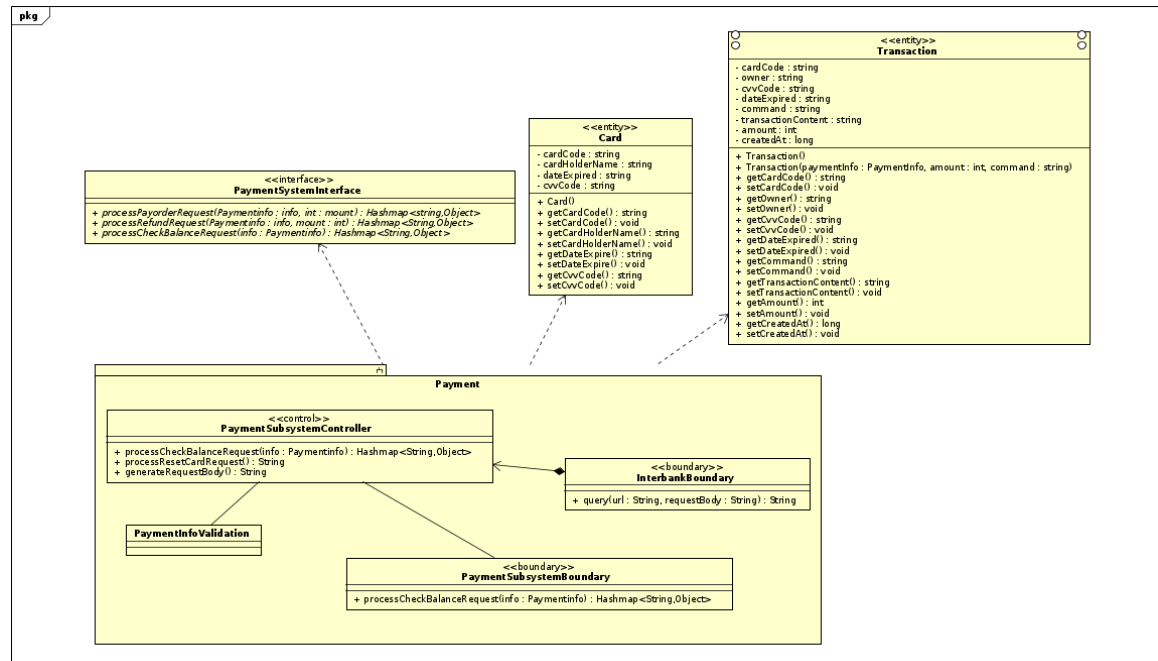 pkg
<<entity>>
Transaction
- cardCode : string
- owner : string
- cvvCode : string
- dateExpired : string
- command : string
- transactionContent : string
- amount : int
- createdAt : long
+ Transaction()
+ Transaction(paymentInfo : PaymentInfo, amount : int, command : string)
+ getCardCode() : string
+ setCardCode() : void
+ getOwner() : string
+ setOwner() : void
+ getCvvCode() : string
+ setCvvCode() : void
+ getDateExpired() : string
+ setDateExpired() : void
+ getCommand() : string
+ setCommand() : void
+ getTransactionContent() : string
+ setTransactionContent() : void
+ getAmount() : int
+ setAmount() : void
+ getCreatedAt() : long
+ setCreatedAt() : void
<<entity>>
Card
- cardCode : string
- cardHolderName : string
- dateExpired : string
- cvvCode : string
+ Card()
+ getCardCode() : string
+ setCardCode() : void
+ getCardHolderName() : string
+ setCardHolderName() : void
+ getDateExpire() : string
+ setDateExpire() : void
+ getCvvCode() : string
+ setCvvCode() : void
<<interface>>
PaymentSystemInterface
+ processPayorderRequest(Paymentinfo : info, int : mount) : Hashmap<string,Object>
+ processRefundRequest(Paymentinfo : info, mount : int) : Hashmap<String,Object>
+ processCheckBalanceRequest(info : Paymentinfo) : Hashmap<String,Object>
Payment
<<control>>
PaymentSubsystemController
+ processCheckBalanceRequest(info : Paymentinfo) : Hashmap<String,Object>
+ processResetCardRequest() : String
+ generateRequestBody() : String
<<boundary>>
InterbankBoundary
+ query(url : String, requestBody : String) : String
PaymentInfoValidation
<<boundary>>
PaymentSubsystemBoundary
+ processCheckBalanceRequest(info : Paymentinfo) : Hashmap<String,Object>